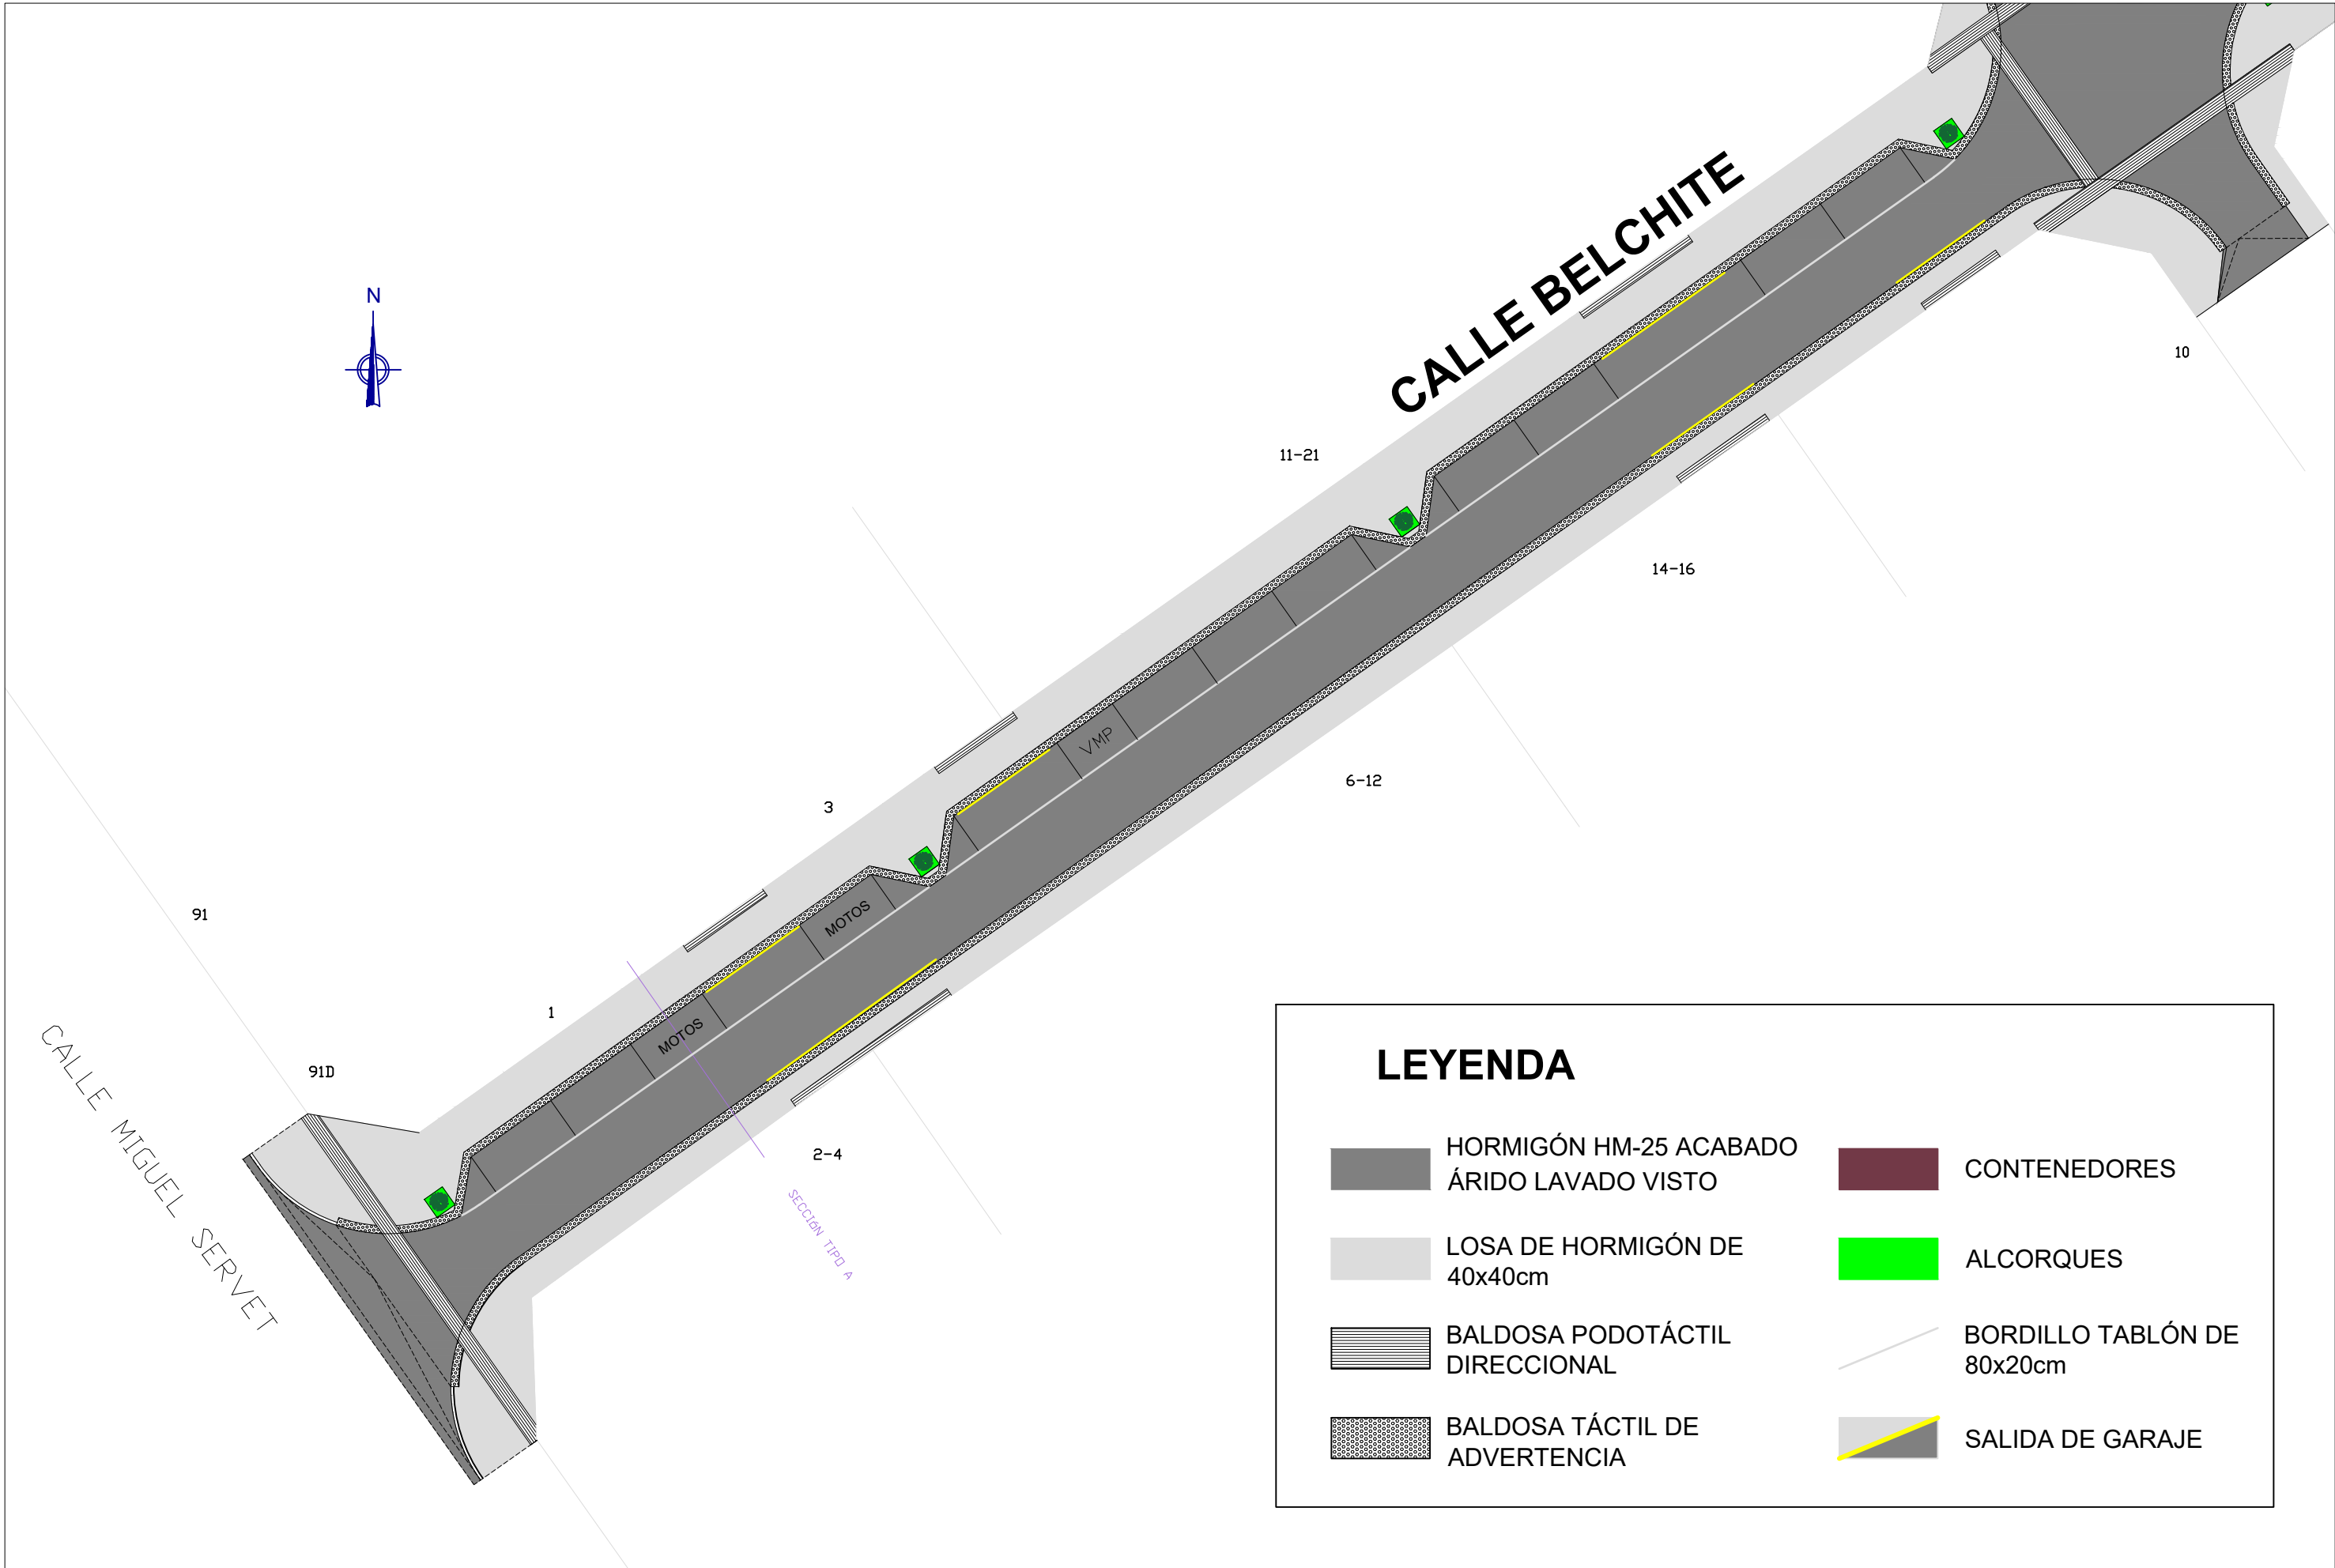 N
CALLE BELCHITE
10
11-21
14-16
VMP
6-12
3
MOTOS
91
1
MOTOS
91D
2-4
CALLE MIGUEL SERVET
SECCIÓN TIPO A
LEYENDA
HORMIGÓN HM-25 ACABADO
ÁRIDO LAVADO VISTO
CONTENEDORES
LOSA DE HORMIGÓN DE
40x40cm
ALCORQUES
BALDOSA PODOTÁCTIL
DIRECCIONAL
BORDILLO TABLÓN DE
80x20cm
BALDOSA TÁCTIL DE
ADVERTENCIA
SALIDA DE GARAJE